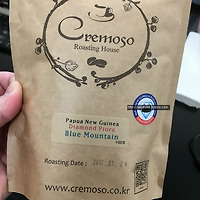 Cremoso
Roasting House
Papua New Guinea
Diamond Piora
Blue Mountain
Roasting Date :
www.cremoso.co.kr